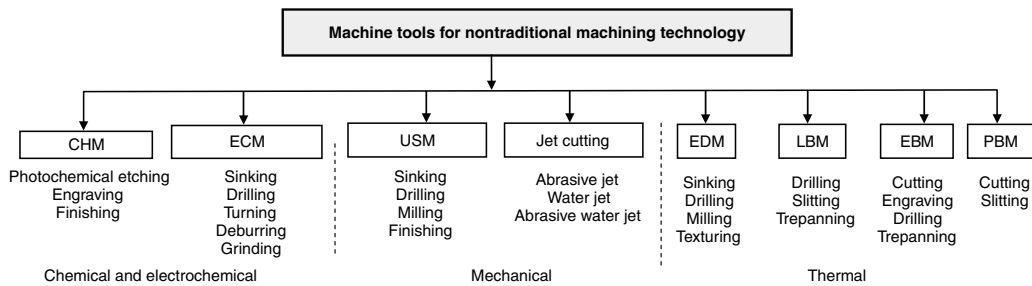 Machine tools for nontraditional machining technology
CHM
Photochemical etching
Engraving
Finishing
ECM
Sinking
Drilling
Turning
Deburring
Grinding
Chemical and electrochemical
USM
Sinking
Drilling
Milling
Finishing
Jet cutting
Abrasive jet
Water jet
Abrasive water jet
Mechanical
EDM
Sinking
Drilling
Milling
Texturing
LBM
Drilling
Slitting
Trepanning
EBM
Cutting
Engraving
Drilling
Trepanning
PBM
Cutting
Slitting
Thermal